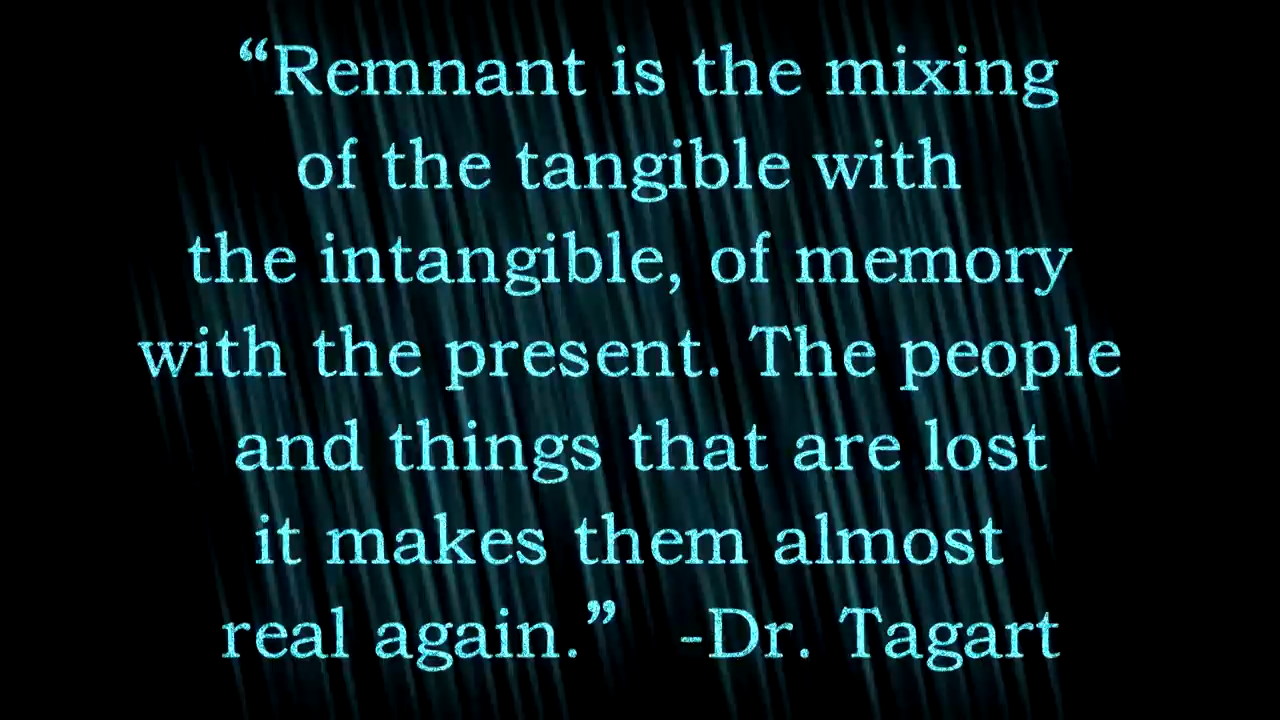 “Remnant is the mixing
of the tangible with
the intangible, of memory
with the present. The people
and things that are lost
it makes them almost
real again.” -Dr. Tagart